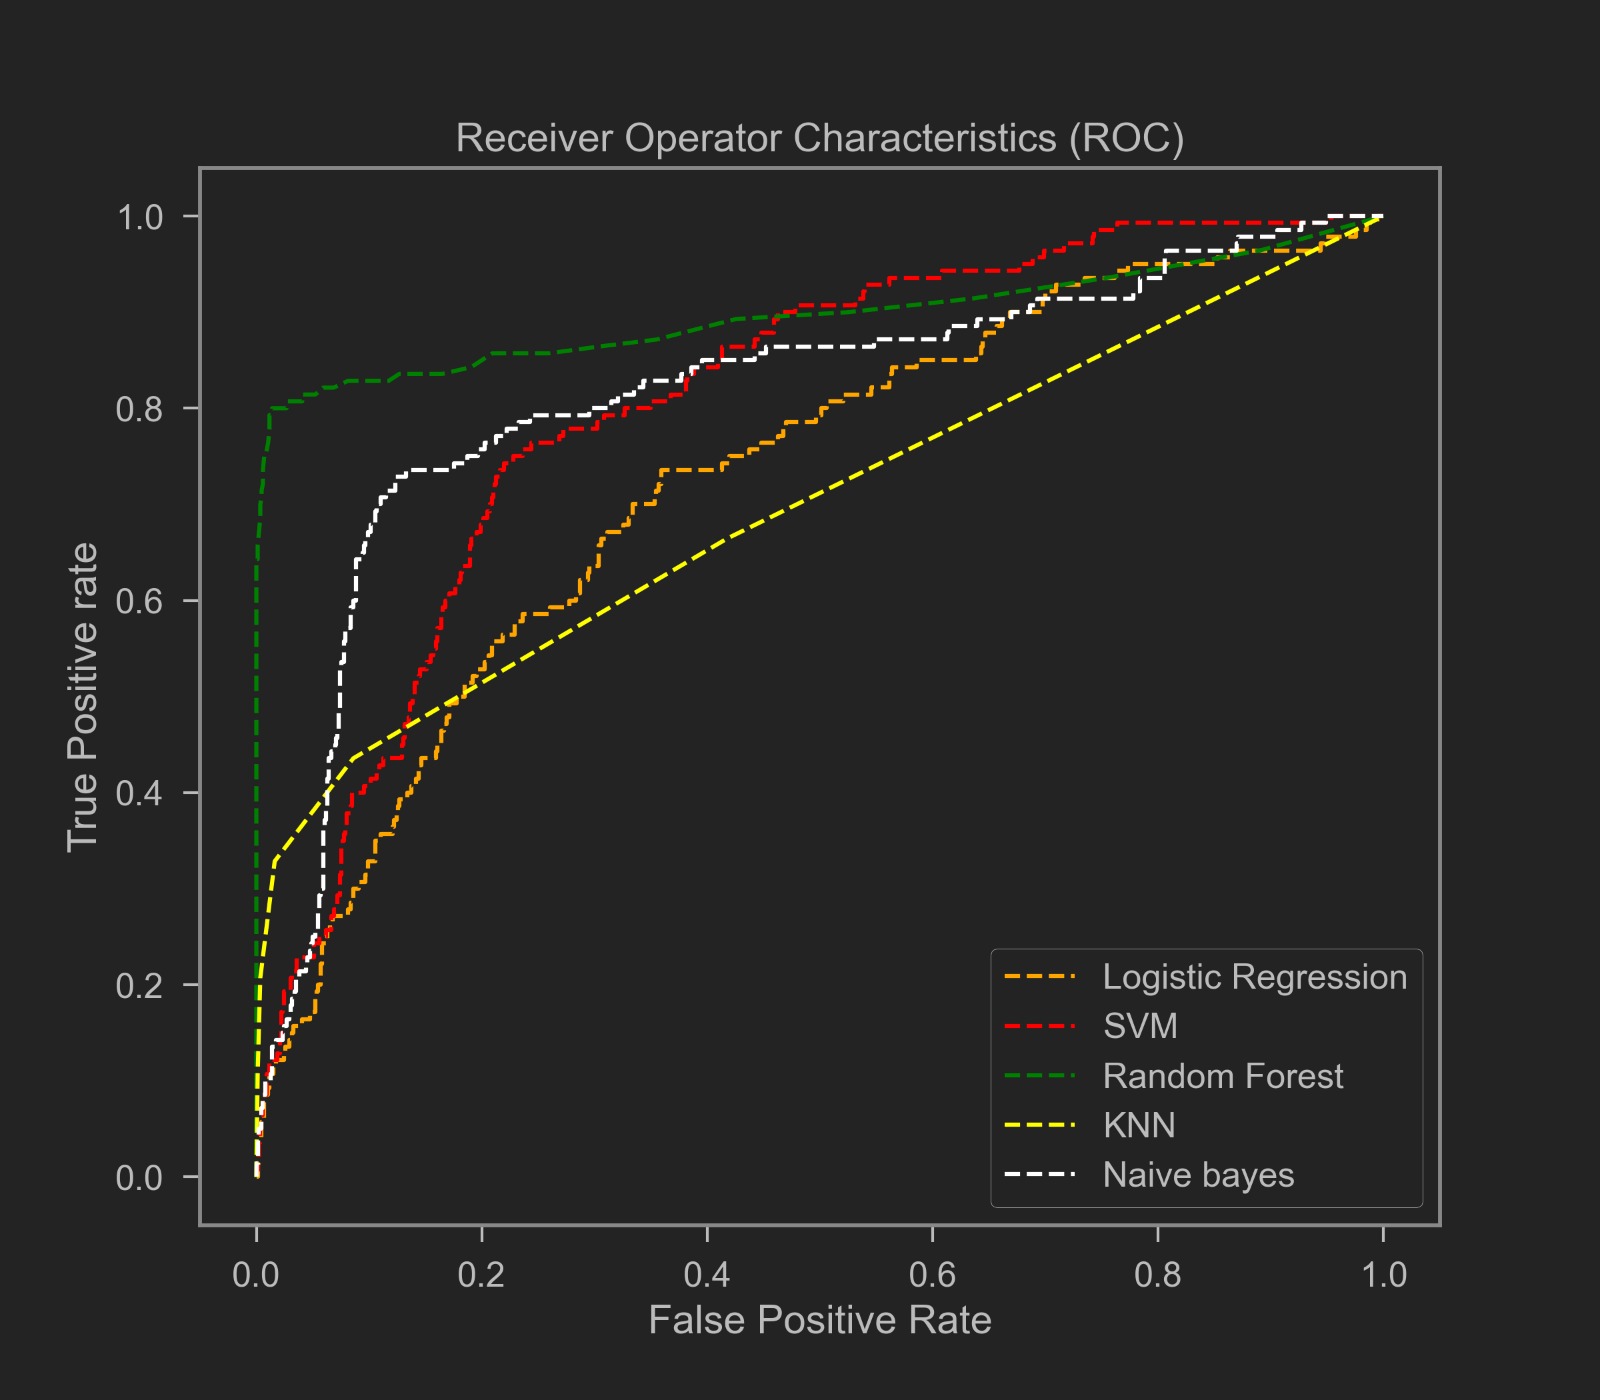 Receiver Operator Characteristics (ROC)
1.0
0.8
0.6
0.4
0.2
0.0
True Positive rate
Logistic Regression
SVM
Random Forest
KNN
Naive bayes
0.0 0.2 0.4 0.6 0.8 1.0
False Positive Rate